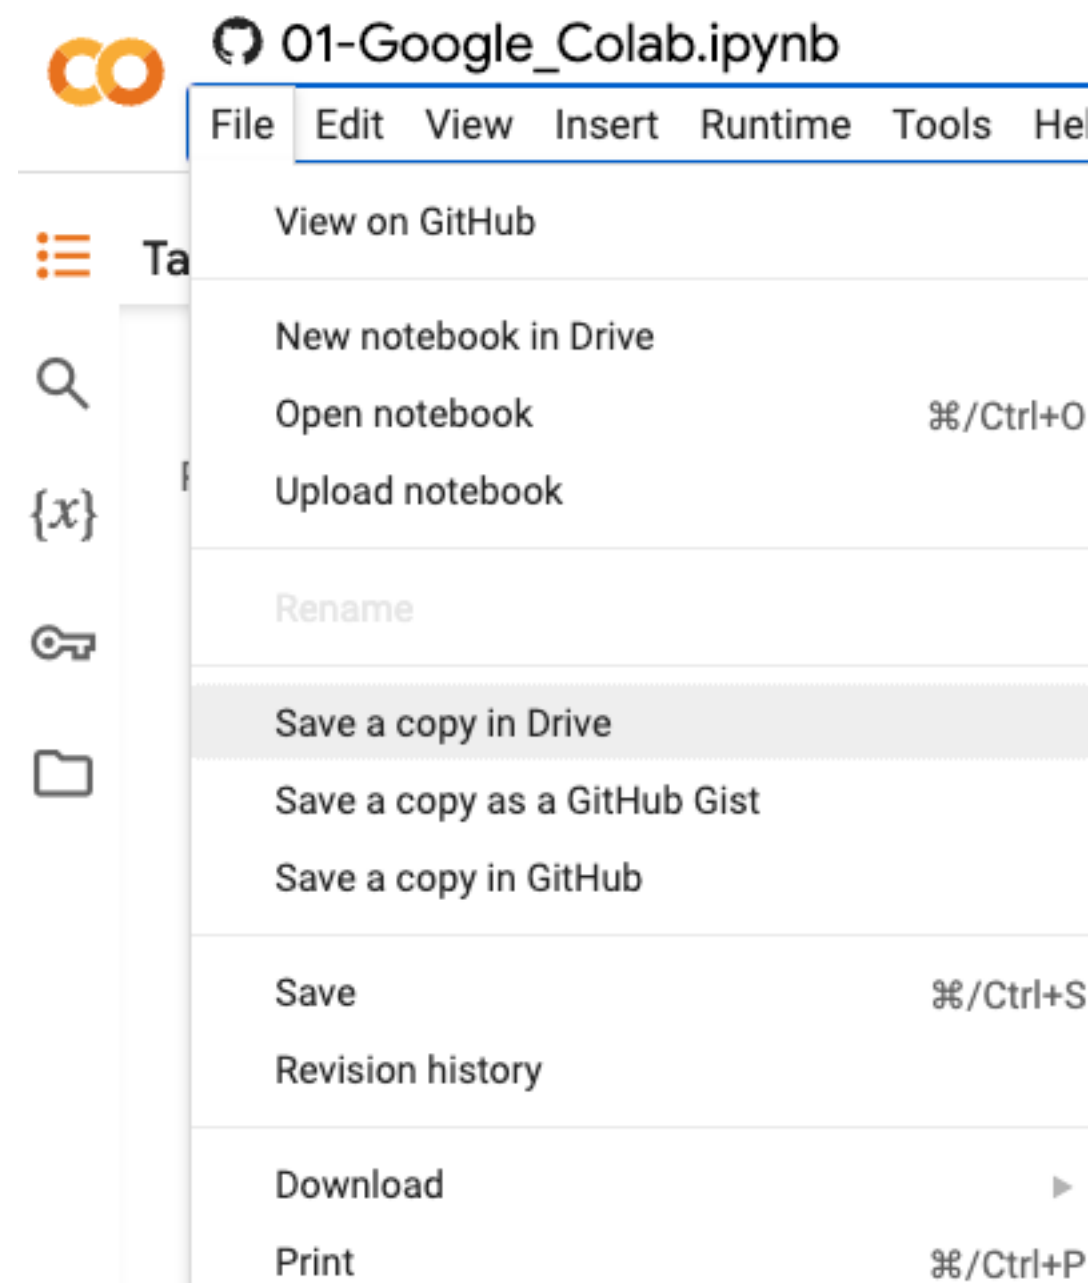 01-Google_Colab.ipynb
File Edit View Insert Runtime Tools Hel
Ta
View on GitHub
New notebook in Drive
Open notebook ⌘/Ctrl+O
Upload notebook
Rename
Save a copy in Drive
Save a copy as a GitHub Gist
Save a copy in GitHub
Save ⌘/Ctrl+S
Revision history
Download
Print ⌘/Ctrl+P
{x}